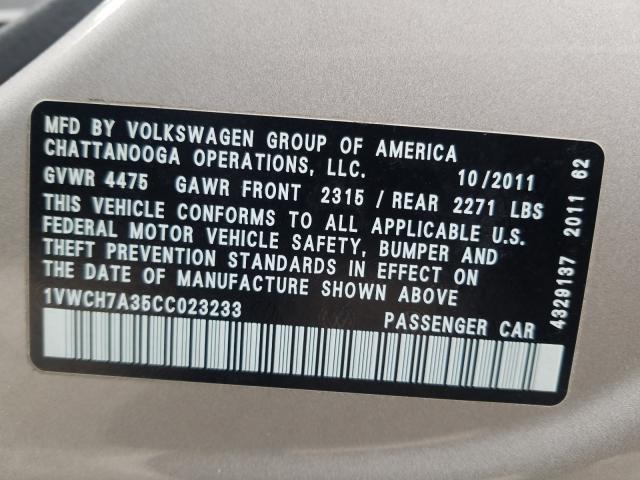 MFD BY VOLKSWAGEN GROUP OF AMERICA
CHATTANOOGA OPERATIONS, LLC. 10/2011
GVWR 4475 GAWR FRONT 2315 / REAR 2271 LBS
THIS VEHICLE CONFORMS TO ALL APPLICABLE U.S.
FEDERAL MOTOR VEHICLE SAFETY, BUMPER AND
THEFT PREVENTION STANDARDS IN EFFECT ON
THE DATE OF MANUFACTURE SHOWN ABOVE
1VWCH7A35CC023233 PASSENGER CAR
4329137 2011 62